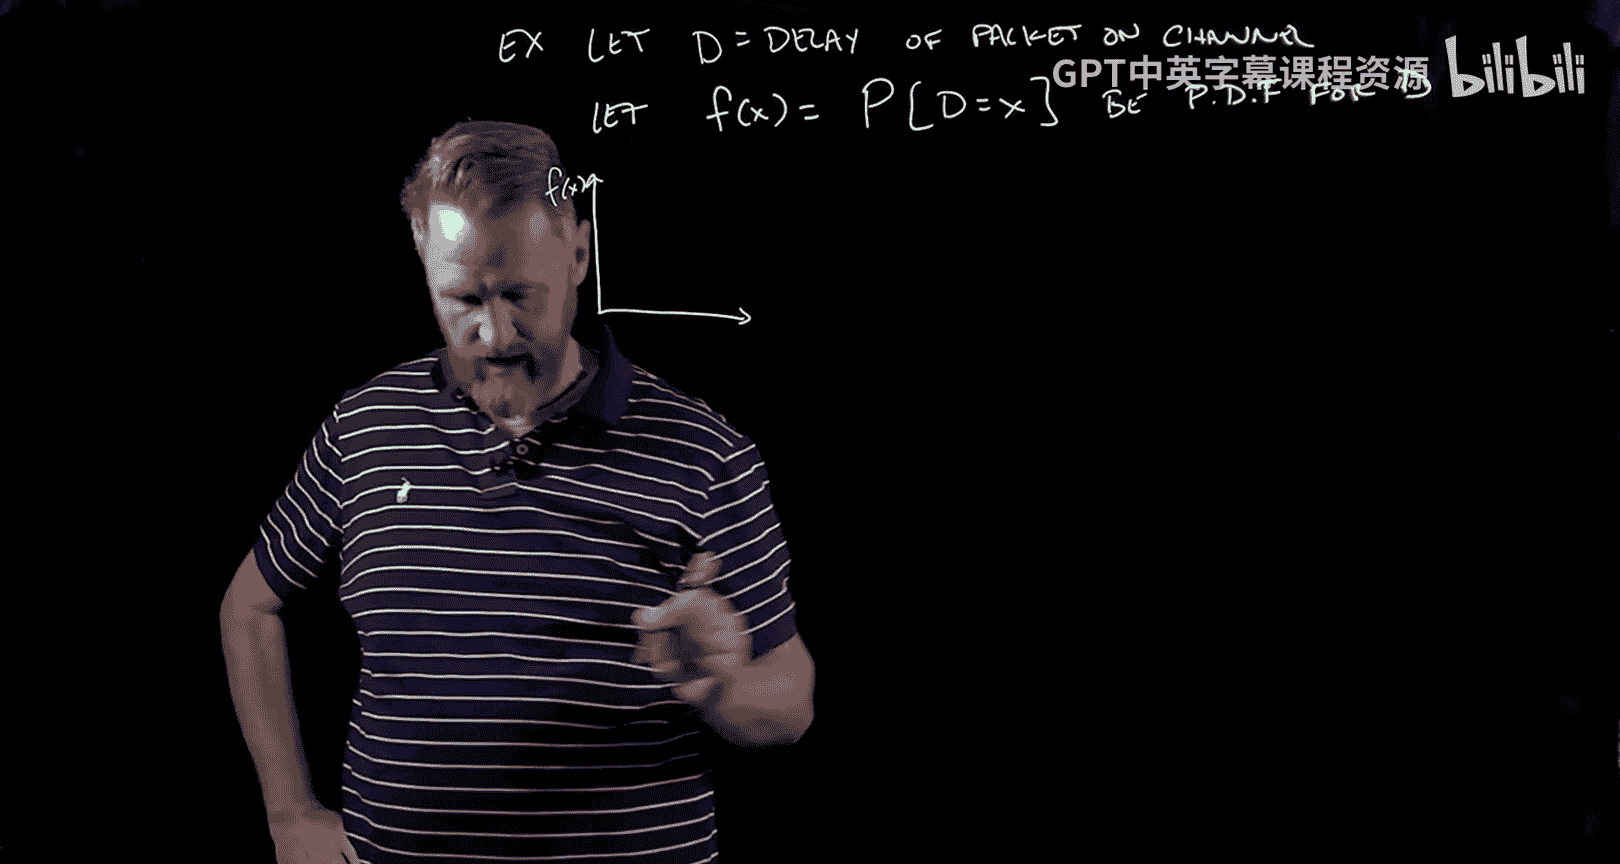 EX LET D = DELAY OF PACKET ON CHANNEL
GPT中英字幕课程资源 bilibili
LET f(x) = P[D=x] BE P.D.F FOR D
f(x)